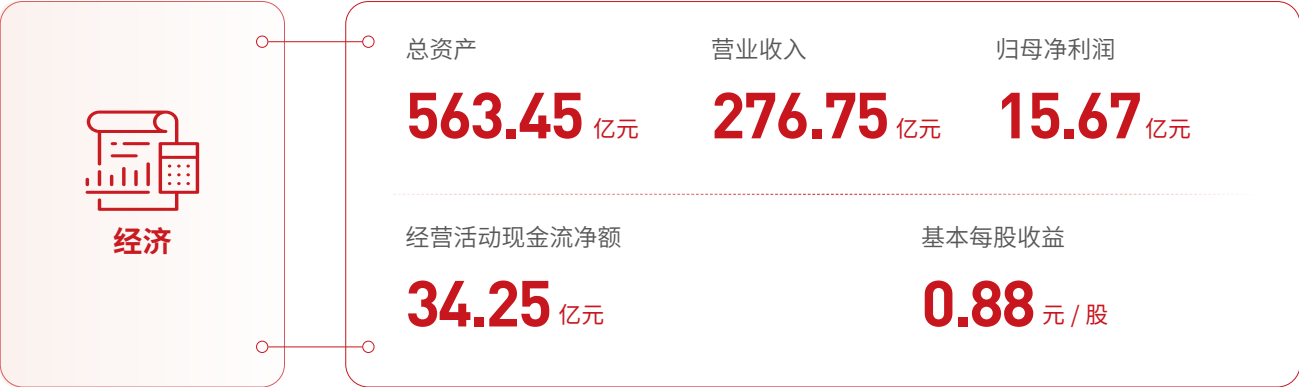 经济
总资产
563.45 亿元
营业收入
276.75 亿元
归母净利润
15.67 亿元
经营活动现金流净额
34.25 亿元
基本每股收益
0.88 元 / 股